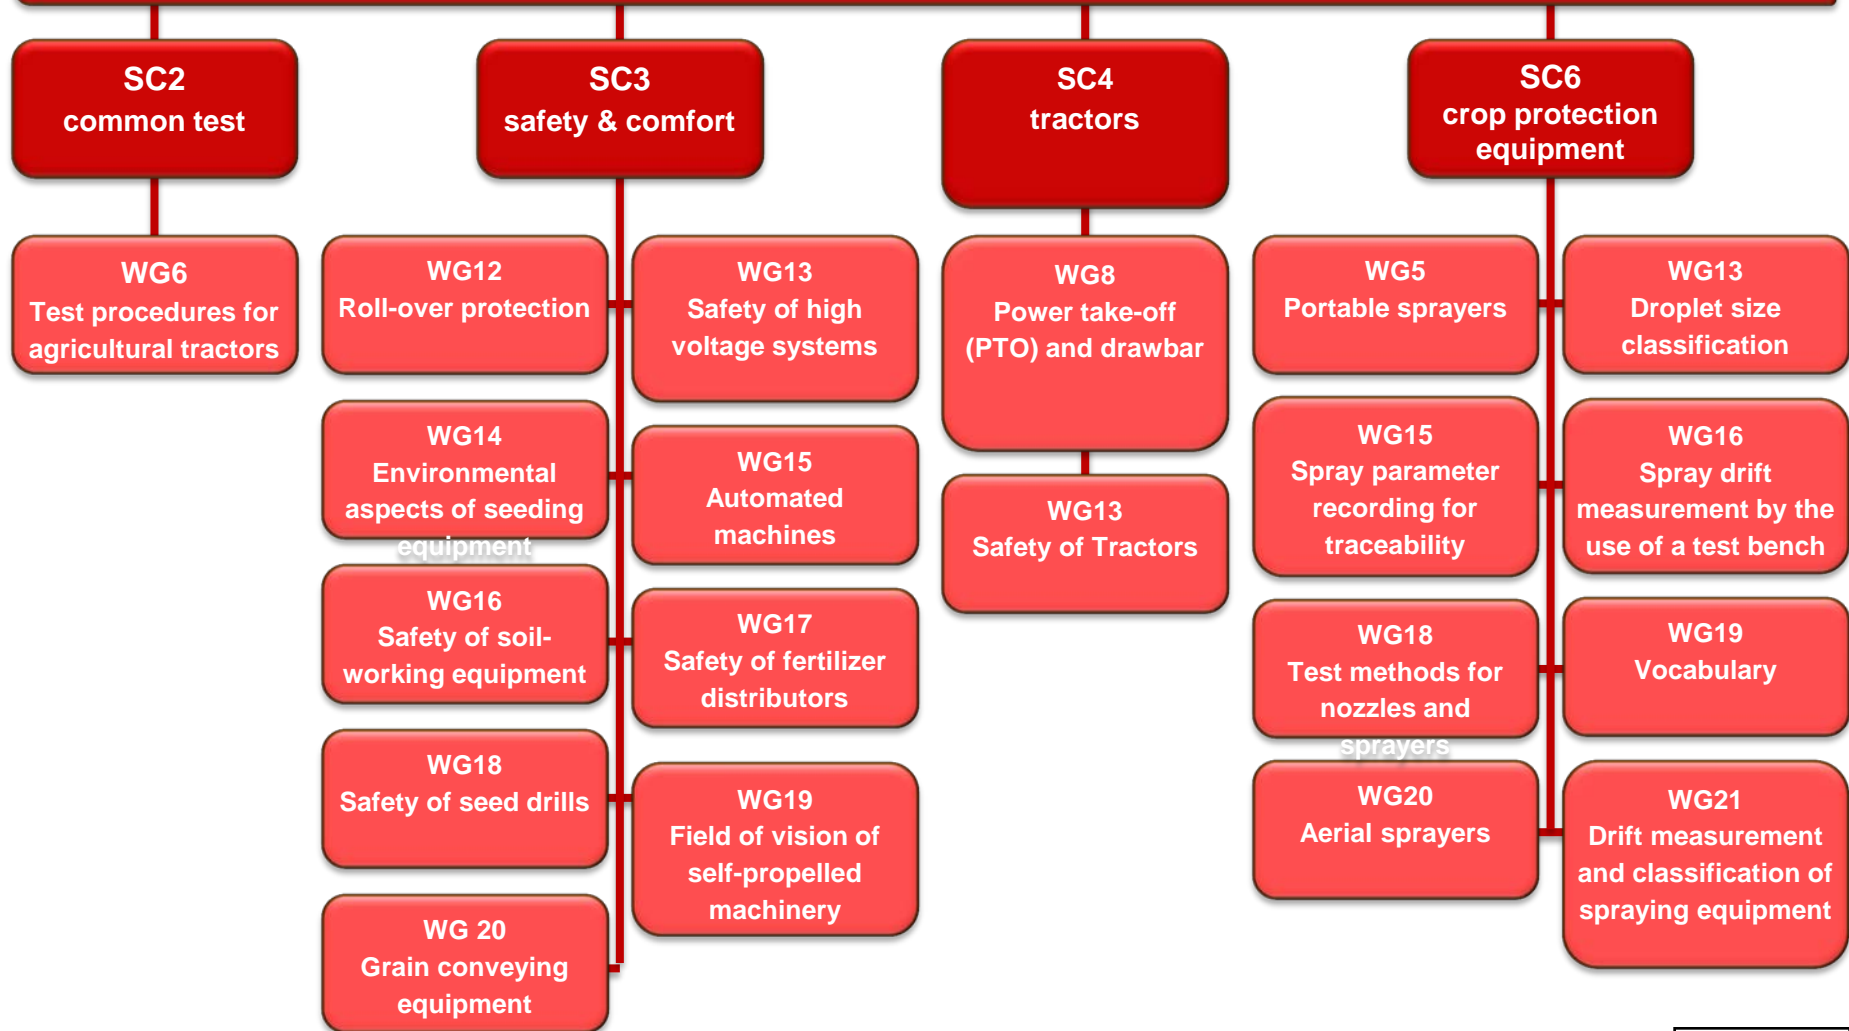 SC2
common test
SC3
safety & comfort
SC4
tractors
SC6
crop protection
equipment
WG6
Test procedures for
agricultural tractors
WG12
Roll-over protection
WG13
Safety of high
voltage systems
WG14
Environmental
aspects of seeding
equipment
WG15
Automated
machines
WG16
Safety of soil-
working equipment
WG17
Safety of fertilizer
distributors
WG18
Safety of seed drills
WG19
Field of vision of
self-propelled
machinery
WG 20
Grain conveying
equipment
WG8
Power take-off
(PTO) and drawbar
WG13
Safety of Tractors
WG5
Portable sprayers
WG13
Droplet size
classification
WG15
Spray parameter
recording for
traceability
WG16
Spray drift
measurement by the
use of a test bench
WG18
Test methods for
nozzles and
sprayers
WG19
Vocabulary
WG20
Aerial sprayers
WG21
Drift measurement
and classification of
spraying equipment